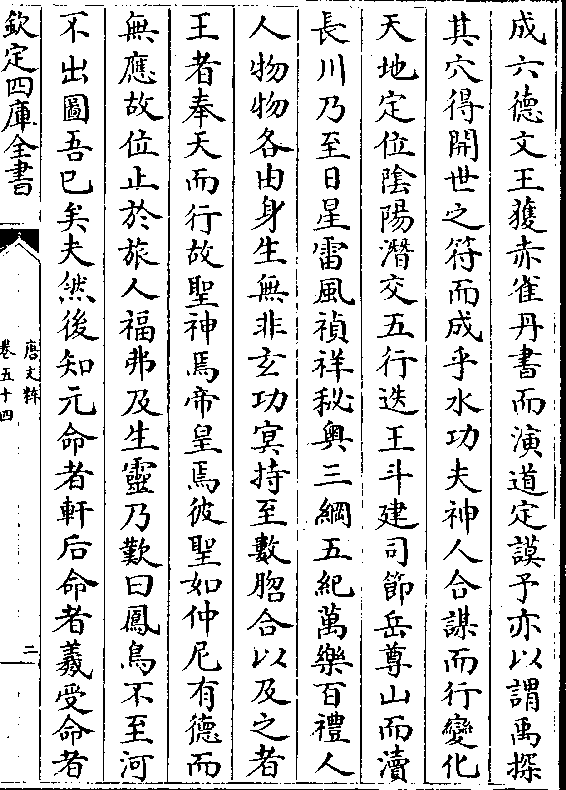 成六德文王獲赤雀丹書而演道定謨予亦以謂禹探
其穴得開世之符而成乎水功夫神人合謀而行變化
天地定位陰陽潛交五行迭王斗建司節岳尊山而瀆
長川乃至日星雷風禎祥秘奥三綱五紀萬樂百禮人
人物物各由身生無非玄功冥持至數脗合以及之者
王者奉天而行故聖神焉帝皇焉彼聖如仲尼有德而
無應故位止於旅人福弗及生靈乃歎曰鳳鳥不至河
不出圖吾已矣夫然後知元命者軒后命者羲受命者
欽定四庫全書
唐文粹
卷五十四
二